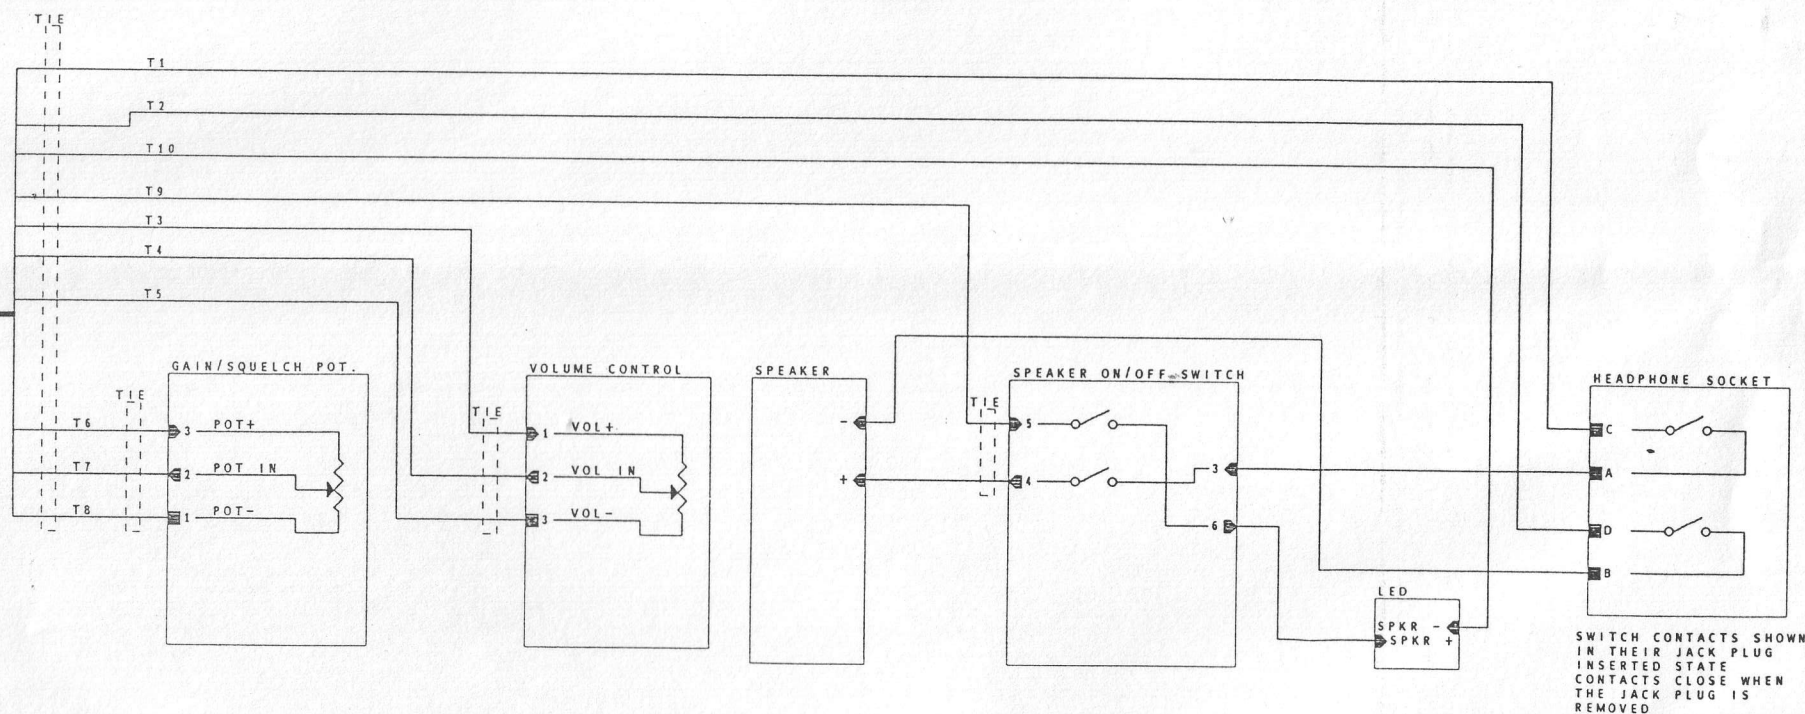 TIE
T1
T2
T10
T9
T3
T4
T5
GAIN/SQUELCH POT.
VOLUME CONTROL
SPEAKER
SPEAKER ON/OFF SWITCH
HEADPHONE SOCKET
TIE
TIE
TIE
T6
3 POT+
1 VOL+
-
5
C
T7
2 POT IN
2 VOL IN
+
4
3
A
T8
1 POT-
3 VOL-
6
D
B
LED
SPKR -
SPKR +
SWITCH CONTACTS SHOWN
IN THEIR JACK PLUG
INSERTED STATE
CONTACTS CLOSE WHEN
THE JACK PLUG IS
REMOVED